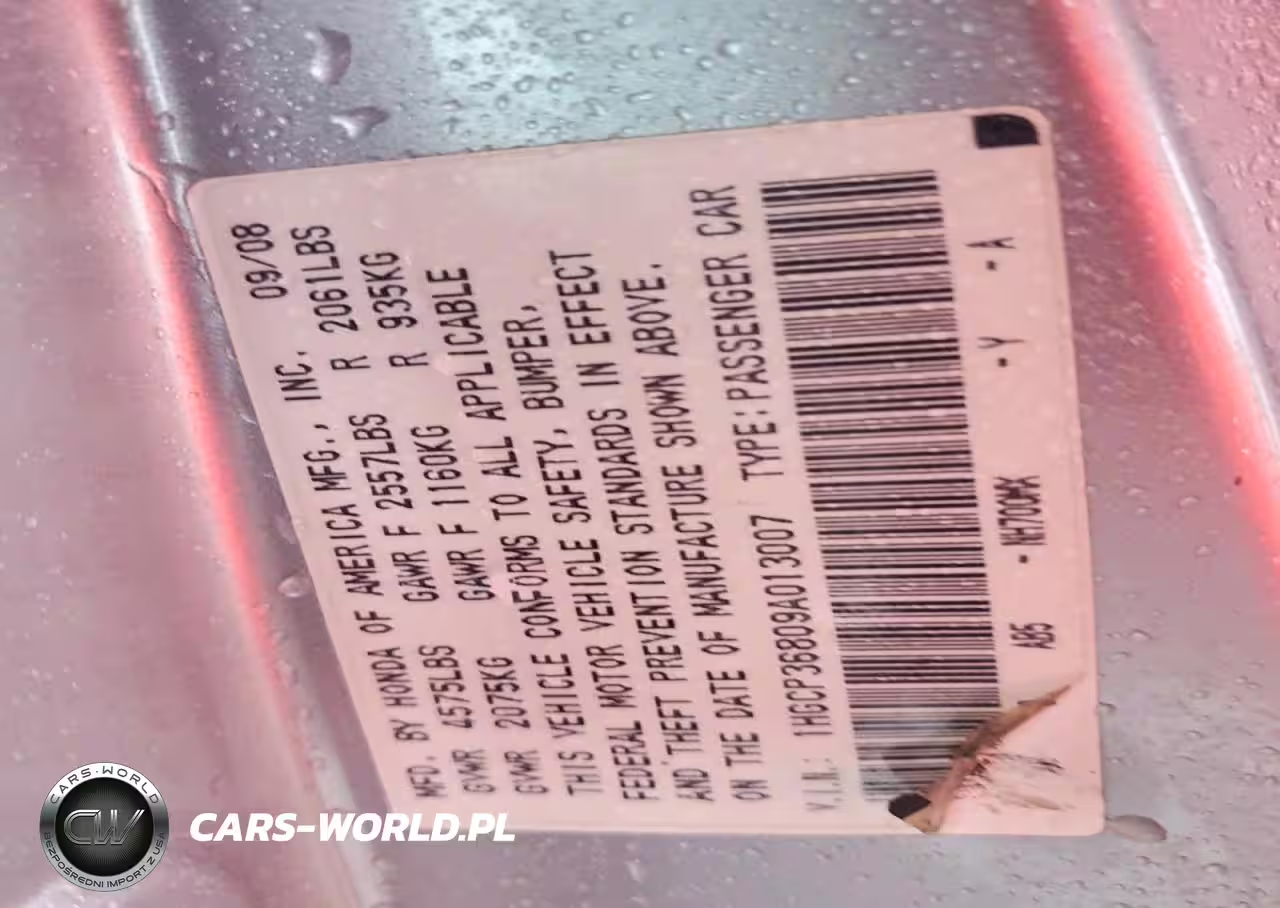 MFD. BY HONDA OF AMERICA MFG., INC. 09/08
GVWR 4575LBS GAWR F 2557LBS R 2061LBS
GVWR 2075KG GAWR F 1160KG R 935KG
THIS VEHICLE CONFORMS TO ALL APPLICABLE
FEDERAL MOTOR VEHICLE SAFETY, BUMPER,
AND THEFT PREVENTION STANDARDS IN EFFECT
ON THE DATE OF MANUFACTURE SHOWN ABOVE.
V.I.N.: 1HGCP36809A013007 TYPE:PASSENGER CAR
AB5 - NH700MX - Y - A
CARS-WORLD
CW
BEZPOŚREDNI IMPORT Z USA
CARS-WORLD.PL